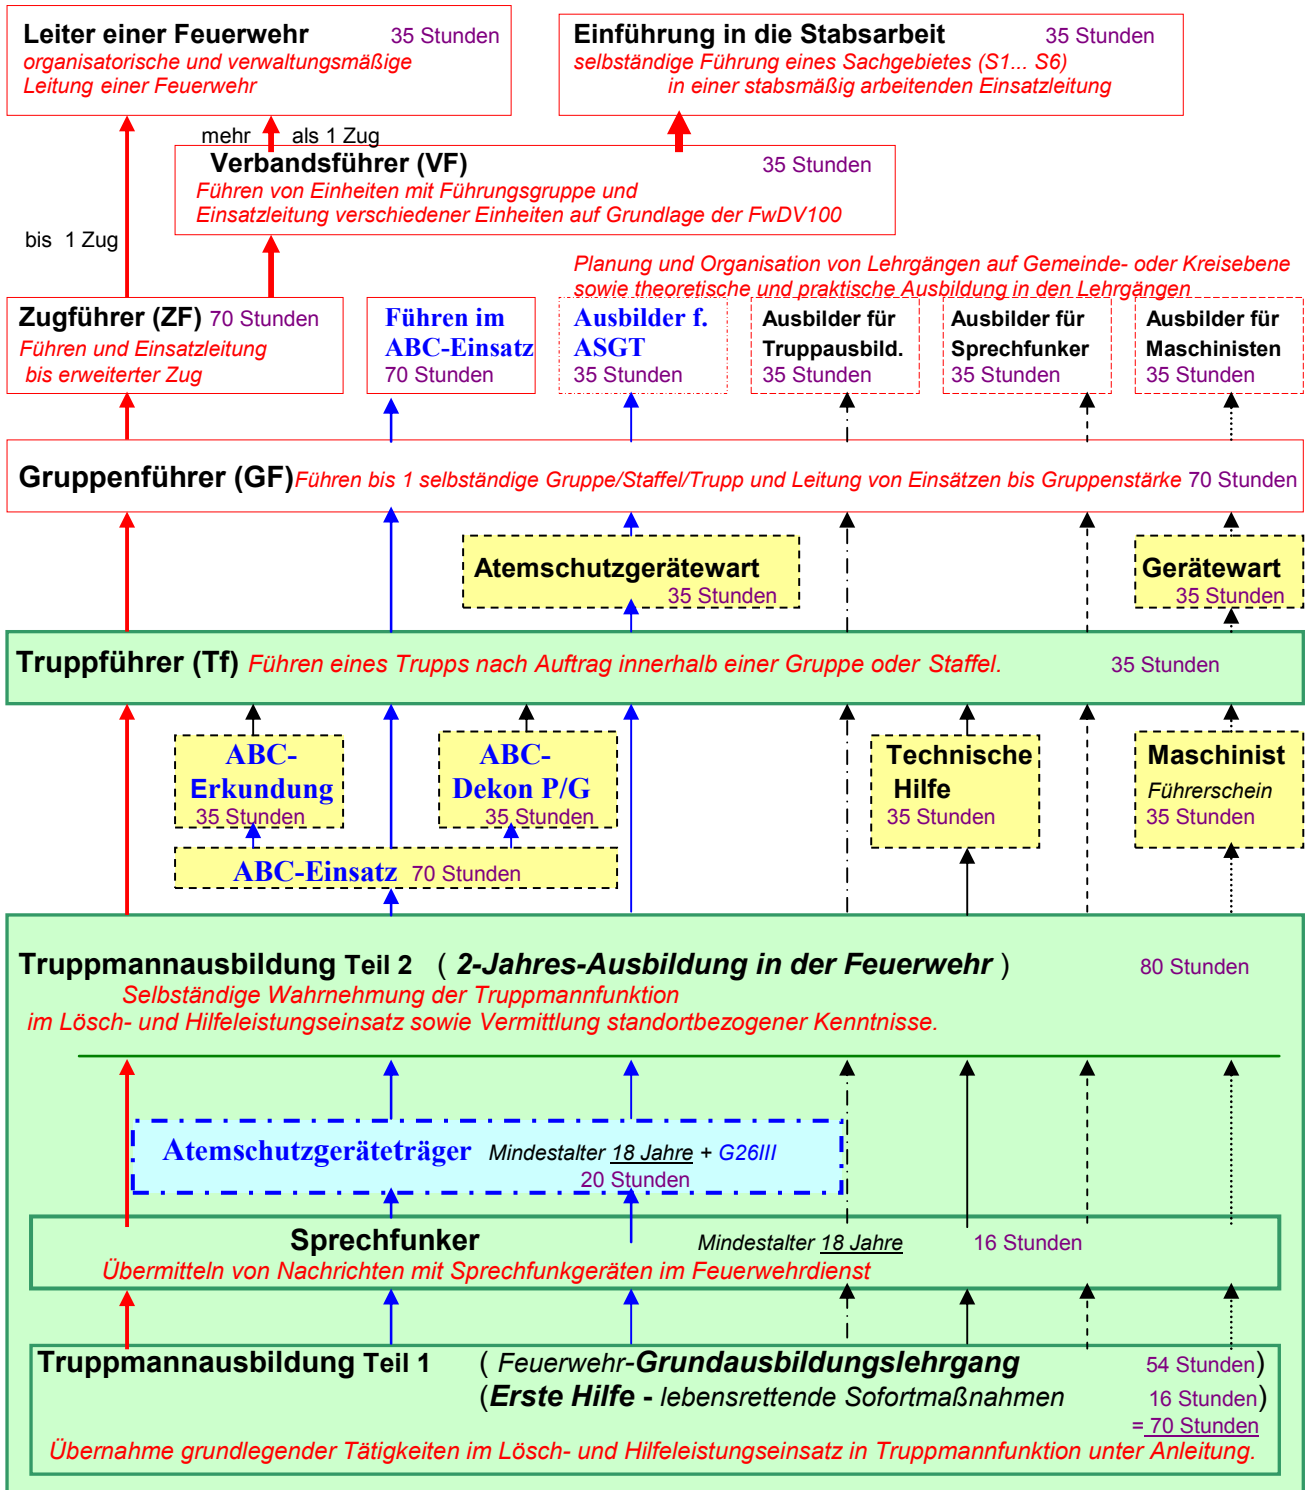 Leiter einer Feuerwehr 35 Stunden
organisatorische und verwaltungsmäßige
Leitung einer Feuerwehr
Einführung in die Stabsarbeit 35 Stunden
selbständige Führung eines Sachgebietes (S1... S6)
in einer stabsmäßig arbeitenden Einsatzleitung
mehr als 1 Zug
Verbandsführer (VF) 35 Stunden
Führen von Einheiten mit Führungsgruppe und
Einsatzleitung verschiedener Einheiten auf Grundlage der FwDV100
bis 1 Zug
Planung und Organisation von Lehrgängen auf Gemeinde- oder Kreisebene
sowie theoretische und praktische Ausbildung in den Lehrgängen
Zugführer (ZF) 70 Stunden
Führen und Einsatzleitung
bis erweiterter Zug
Führen im
ABC-Einsatz
70 Stunden
Ausbilder f.
ASGT
35 Stunden
Ausbilder für
Truppausbild.
35 Stunden
Ausbilder für
Sprechfunker
35 Stunden
Ausbilder für
Maschinisten
35 Stunden
Gruppenführer (GF) Führen bis 1 selbständige Gruppe/Staffel/Trupp und Leitung von Einsätzen bis Gruppenstärke 70 Stunden
Atemschutzgerätewart
35 Stunden
Gerätewart
35 Stunden
Truppführer (Tf) Führen eines Trupps nach Auftrag innerhalb einer Gruppe oder Staffel. 35 Stunden
ABC-
Erkundung
35 Stunden
ABC-
Dekon P/G
35 Stunden
Technische
Hilfe
35 Stunden
Maschinist
Führerschein
35 Stunden
ABC-Einsatz 70 Stunden
Truppmannausbildung Teil 2 ( 2-Jahres-Ausbildung in der Feuerwehr ) 80 Stunden
Selbständige Wahrnehmung der Truppmannfunktion
im Lösch- und Hilfeleistungseinsatz sowie Vermittlung standortbezogener Kenntnisse.
Atemschutzgeräteträger Mindestalter 18 Jahre + G26III
20 Stunden
Sprechfunker Mindestalter 18 Jahre 16 Stunden
Übermitteln von Nachrichten mit Sprechfunkgeräten im Feuerwehrdienst
Truppmannausbildung Teil 1 ( Feuerwehr-Grundausbildungslehrgang 54 Stunden)
(Erste Hilfe - lebensrettende Sofortmaßnahmen 16 Stunden)
= 70 Stunden
Übernahme grundlegender Tätigkeiten im Lösch- und Hilfeleistungseinsatz in Truppmannfunktion unter Anleitung.